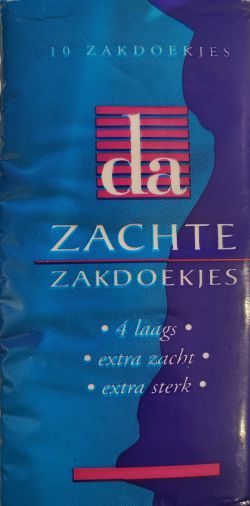 10 ZAKDOEKJES
da
ZACHTE
ZAKDOEKJES
• 4 laags •
• extra zacht •
• extra sterk •